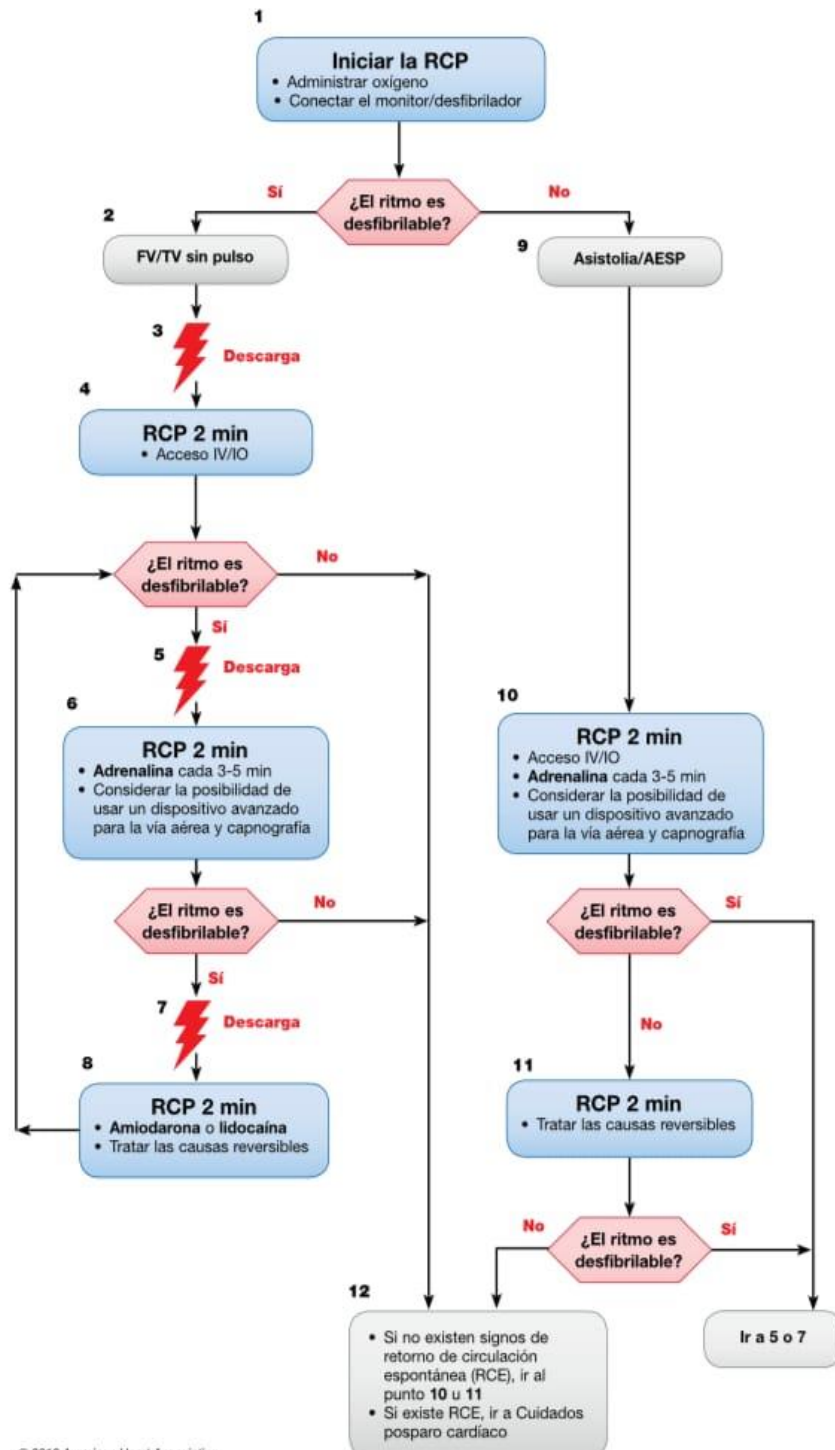 1
Iniciar la RCP
• Administrar oxígeno
• Conectar el monitor/desfibrilador
Sí
¿El ritmo es
desfibrilable?
No
2
FV/TV sin pulso
9
Asistolia/AESP
3
Descarga
4
RCP 2 min
• Acceso IV/IO
¿El ritmo es
desfibrilable?
No
Sí
5
Descarga
6
RCP 2 min
• Adrenalina cada 3-5 min
• Considerar la posibilidad de
usar un dispositivo avanzado
para la vía aérea y capnografía
10
RCP 2 min
• Acceso IV/IO
• Adrenalina cada 3-5 min
• Considerar la posibilidad de
usar un dispositivo avanzado
para la vía aérea y capnografía
¿El ritmo es
desfibrilable?
No
Sí
7
Descarga
¿El ritmo es
desfibrilable?
Sí
No
8
RCP 2 min
• Amiodarona o lidocaína
• Tratar las causas reversibles
11
RCP 2 min
• Tratar las causas reversibles
No
¿El ritmo es
desfibrilable?
Sí
12
• Si no existen signos de
retorno de circulación
espontánea (RCE), ir al
punto 10 u 11
• Si existe RCE, ir a Cuidados
posparo cardíaco
Ir a 5 o 7